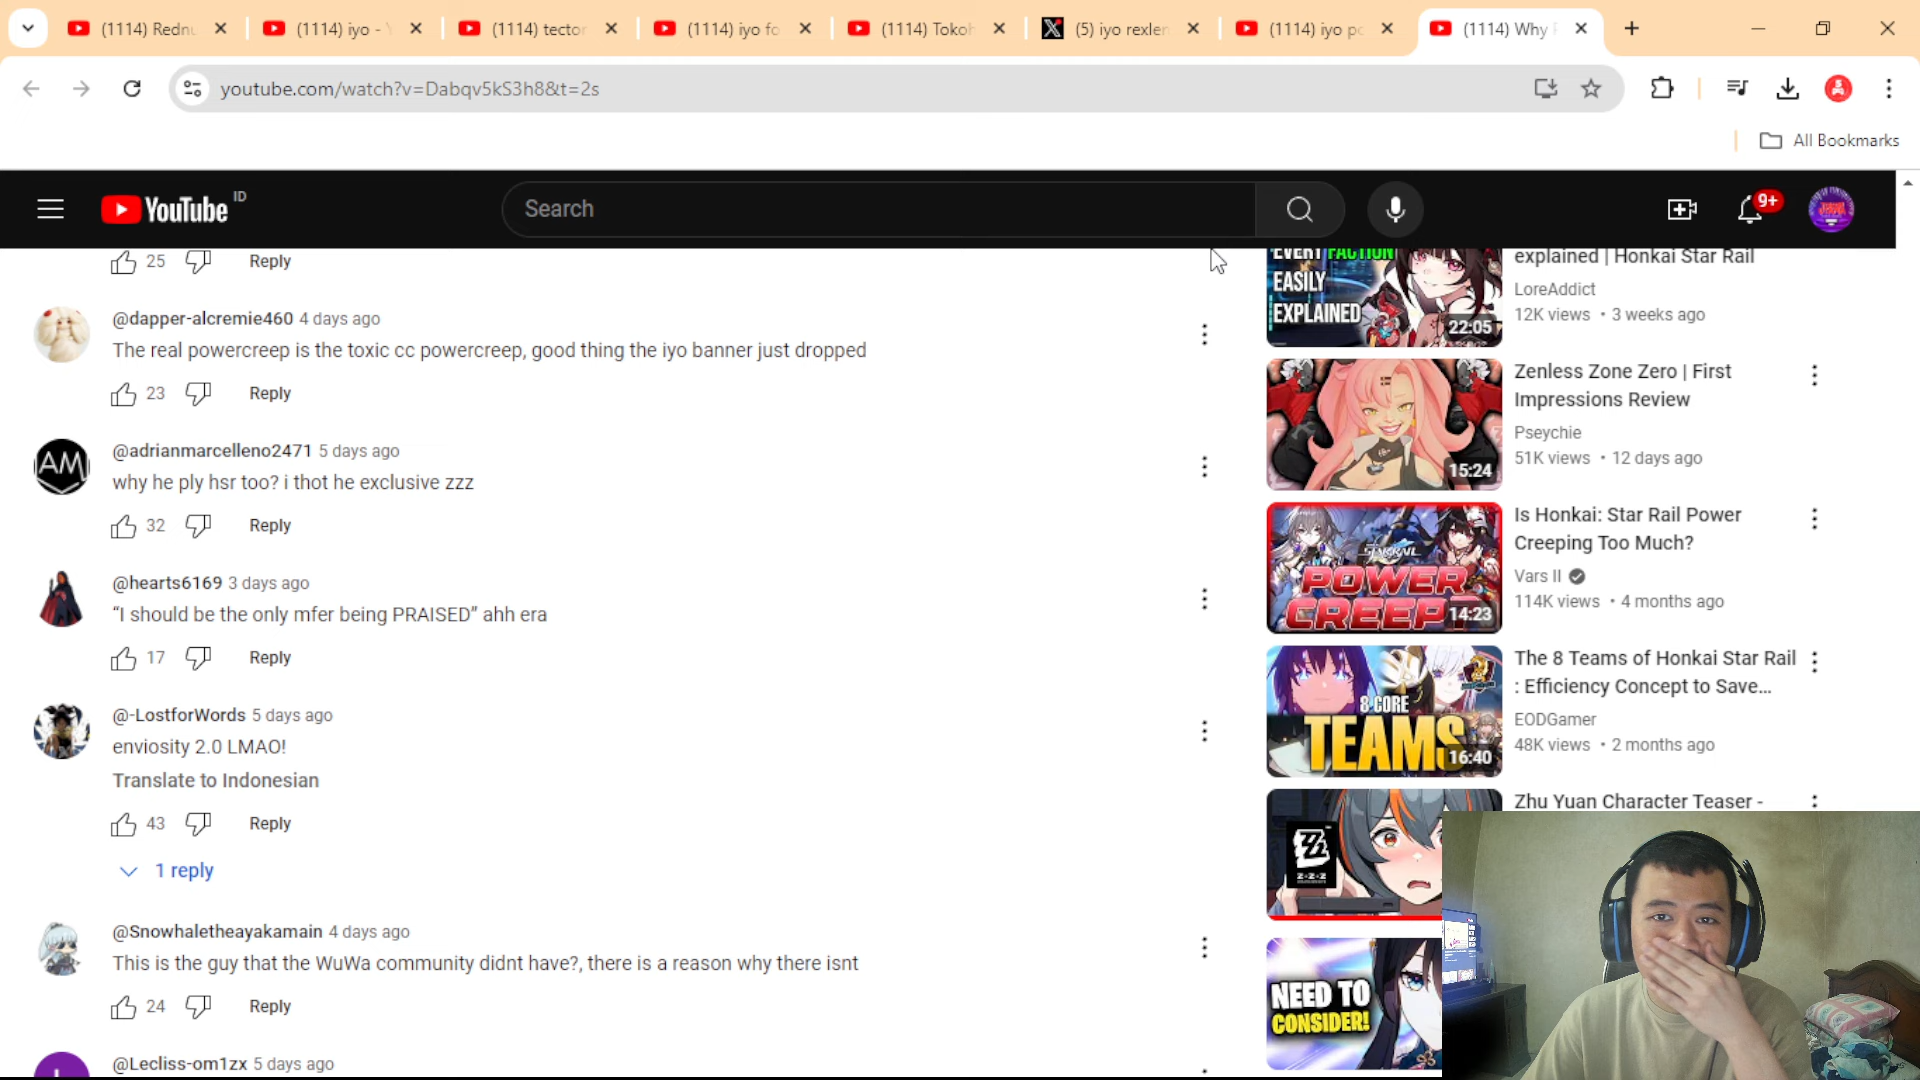 (1114) Rednu
(1114) iyo -
(1114) tector
(1114) iyo fo
(1114) Tokoh
(5) iyo rexler
(1114) iyo po
(1114) Why
youtube.com/watch?v=Dabqv5kS3h8&t=2s
All Bookmarks
YouTube ID
Search
9+
25 Reply
@dapper-alcremie460 4 days ago
The real powercreep is the toxic cc powercreep, good thing the iyo banner just dropped
23 Reply
AM
@adrianmarcelleno2471 5 days ago
why he ply hsr too? i thot he exclusive zzz
32 Reply
@hearts6169 3 days ago
“I should be the only mfer being PRAISED” ahh era
17 Reply
@-LostforWords 5 days ago
enviosity 2.0 LMAO!
Translate to Indonesian
43 Reply
1 reply
@Snowhaletheayakamain 4 days ago
This is the guy that the WuWa community didnt have?, there is a reason why there isnt
24 Reply
@Lecliss-om1zx 5 days ago
EVERY FACTION
EASILY
EXPLAINED
22:05
explained | Honkai Star Rail
LoreAddict
12K views • 3 weeks ago
15:24
Zenless Zone Zero | First
Impressions Review
Pseychie
51K views • 12 days ago
STAR RAIL
POWER
CREEP
14:23
Is Honkai: Star Rail Power
Creeping Too Much?
Vars II
114K views • 4 months ago
8 CORE
TEAMS
16:40
The 8 Teams of Honkai Star Rail
: Efficiency Concept to Save...
EODGamer
48K views • 2 months ago
Z-Z-Z
Zhu Yuan Character Teaser -
NEED TO
CONSIDER!